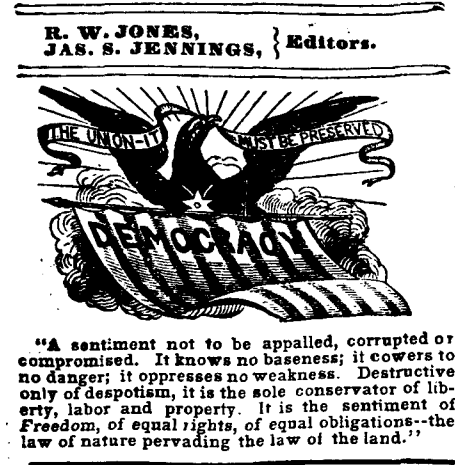 R. W. JONES,
JAS. S. JENNINGS,
Editors.
THE UNION—IT MUST BE PRESERVED
DEMOCRACY
"A sentiment not to be appalled, corrupted or
compromised. It knows no baseness; it cowers to
no danger; it oppresses no weakness. Destructive
only of despotism, it is the sole conservator of lib-
erty, labor and property. It is the sentiment of
Freedom, of equal rights, of equal obligations--the
law of nature pervading the law of the land."